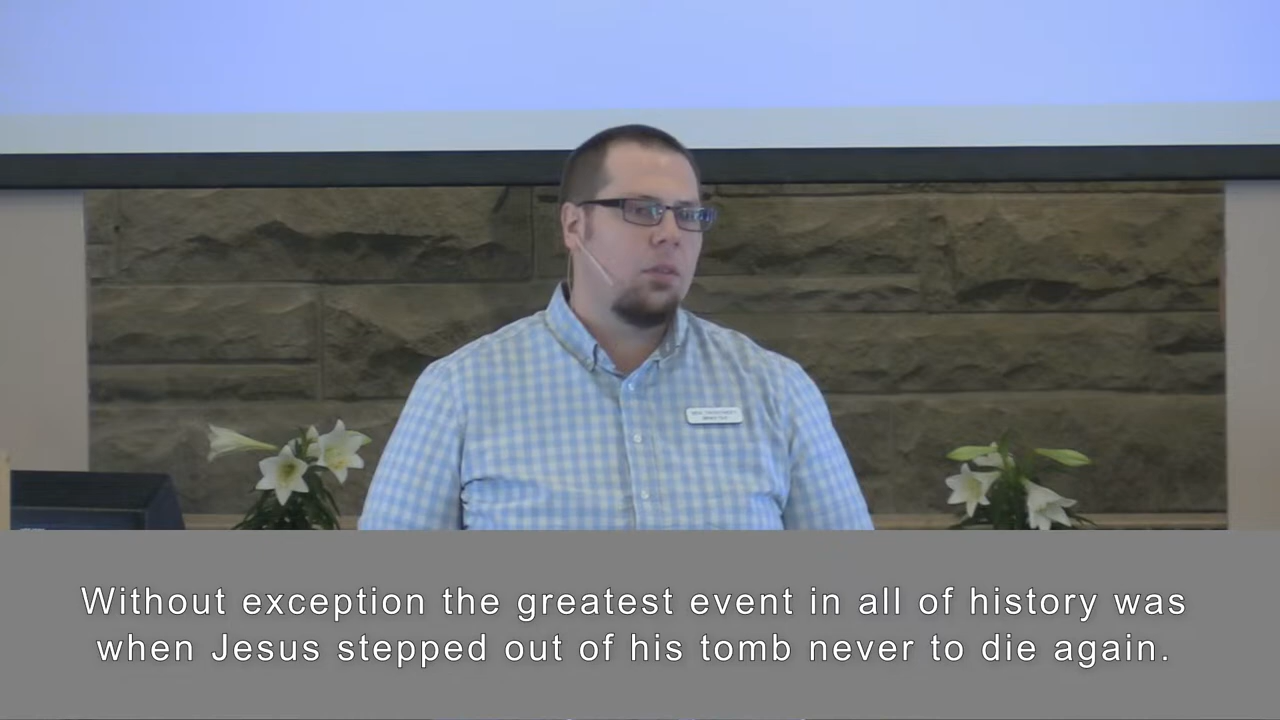 Without exception the greatest event in all of history was
when Jesus stepped out of his tomb never to die again.